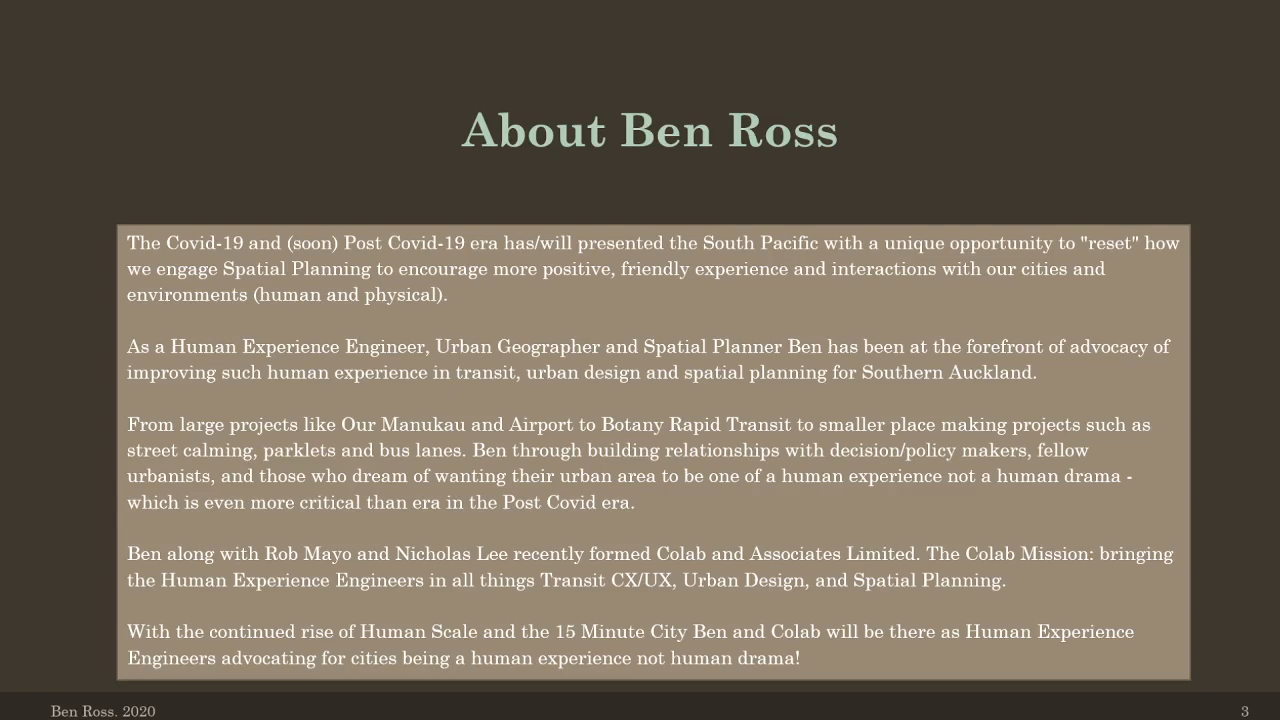 About Ben Ross
The Covid-19 and (soon) Post Covid-19 era has/will presented the South Pacific with a unique opportunity to "reset" how
we engage Spatial Planning to encourage more positive, friendly experience and interactions with our cities and
environments (human and physical).
As a Human Experience Engineer, Urban Geographer and Spatial Planner Ben has been at the forefront of advocacy of
improving such human experience in transit, urban design and spatial planning for Southern Auckland.
From large projects like Our Manukau and Airport to Botany Rapid Transit to smaller place making projects such as
street calming, parklets and bus lanes. Ben through building relationships with decision/policy makers, fellow
urbanists, and those who dream of wanting their urban area to be one of a human experience not a human drama -
which is even more critical than era in the Post Covid era.
Ben along with Rob Mayo and Nicholas Lee recently formed Colab and Associates Limited. The Colab Mission: bringing
the Human Experience Engineers in all things Transit CX/UX, Urban Design, and Spatial Planning.
With the continued rise of Human Scale and the 15 Minute City Ben and Colab will be there as Human Experience
Engineers advocating for cities being a human experience not human drama!
Ben Ross. 2020
3